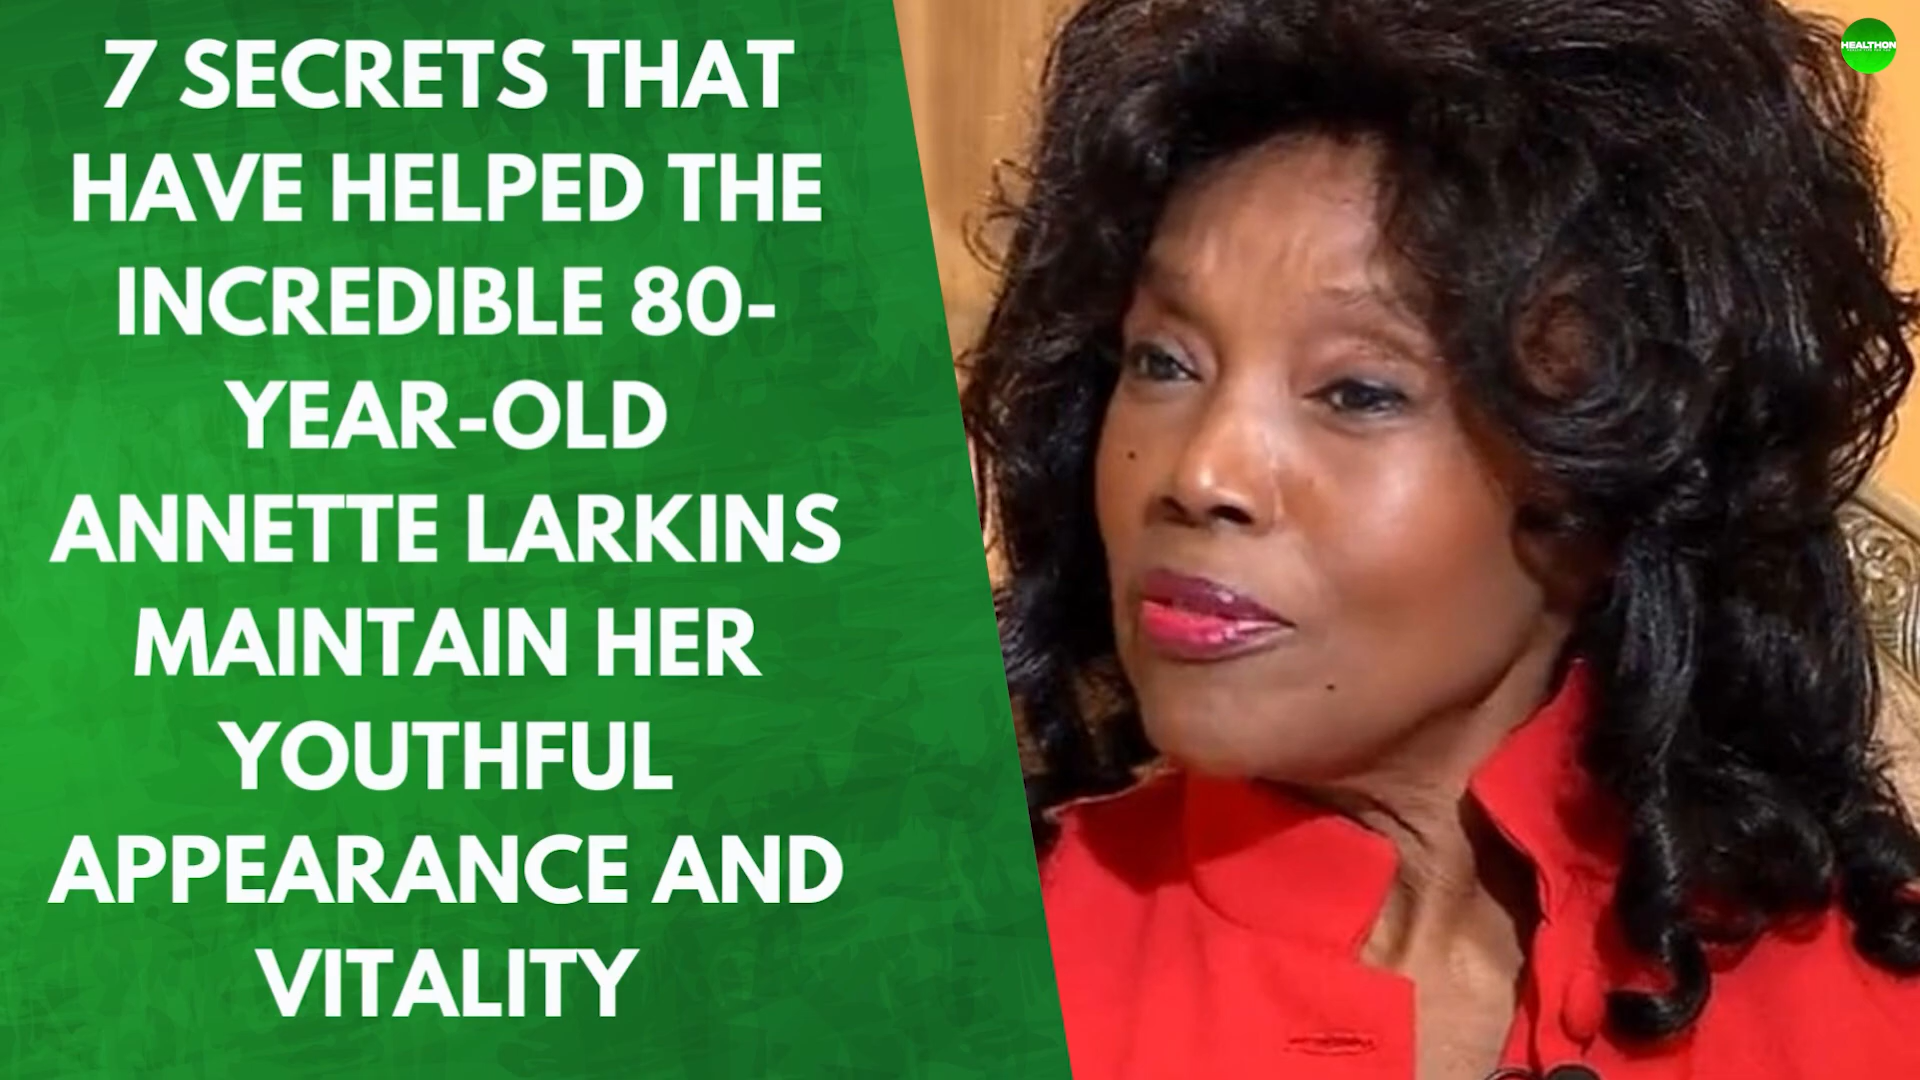 7 SECRETS THAT
HAVE HELPED THE
INCREDIBLE 80-
YEAR-OLD
ANNETTE LARKINS
MAINTAIN HER
YOUTHFUL
APPEARANCE AND
VITALITY
HEALTHON